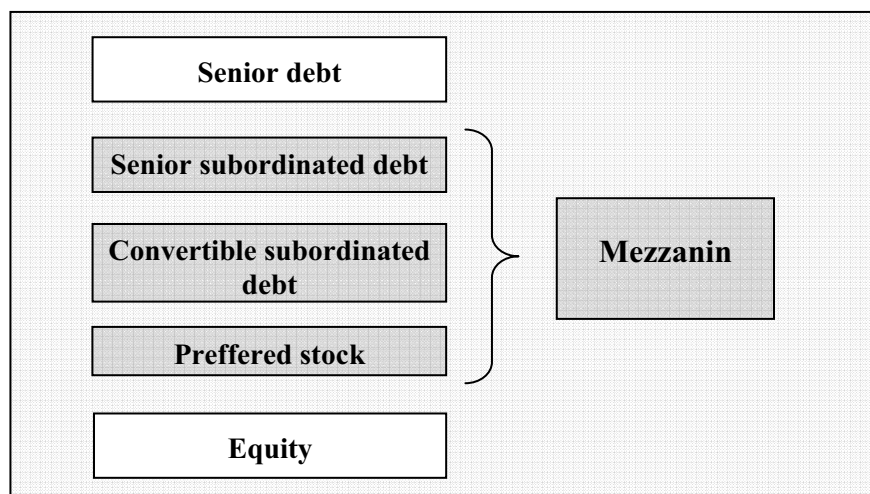 Senior debt
Senior subordinated debt
Convertible subordinated
debt
Mezzanin
Preffered stock
Equity